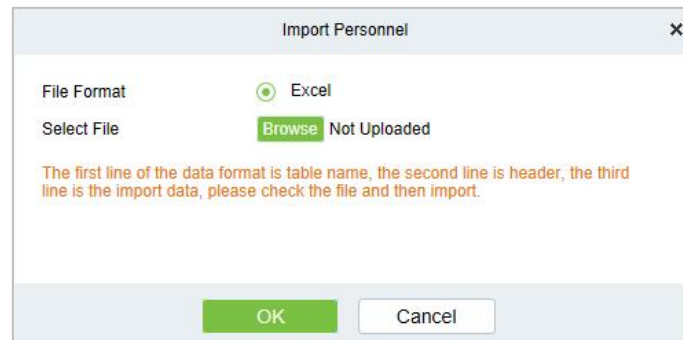 Import Personnel
File Format Excel
Select File Browse Not Uploaded
The first line of the data format is table name, the second line is header, the third
line is the import data, please check the file and then import.
OK Cancel